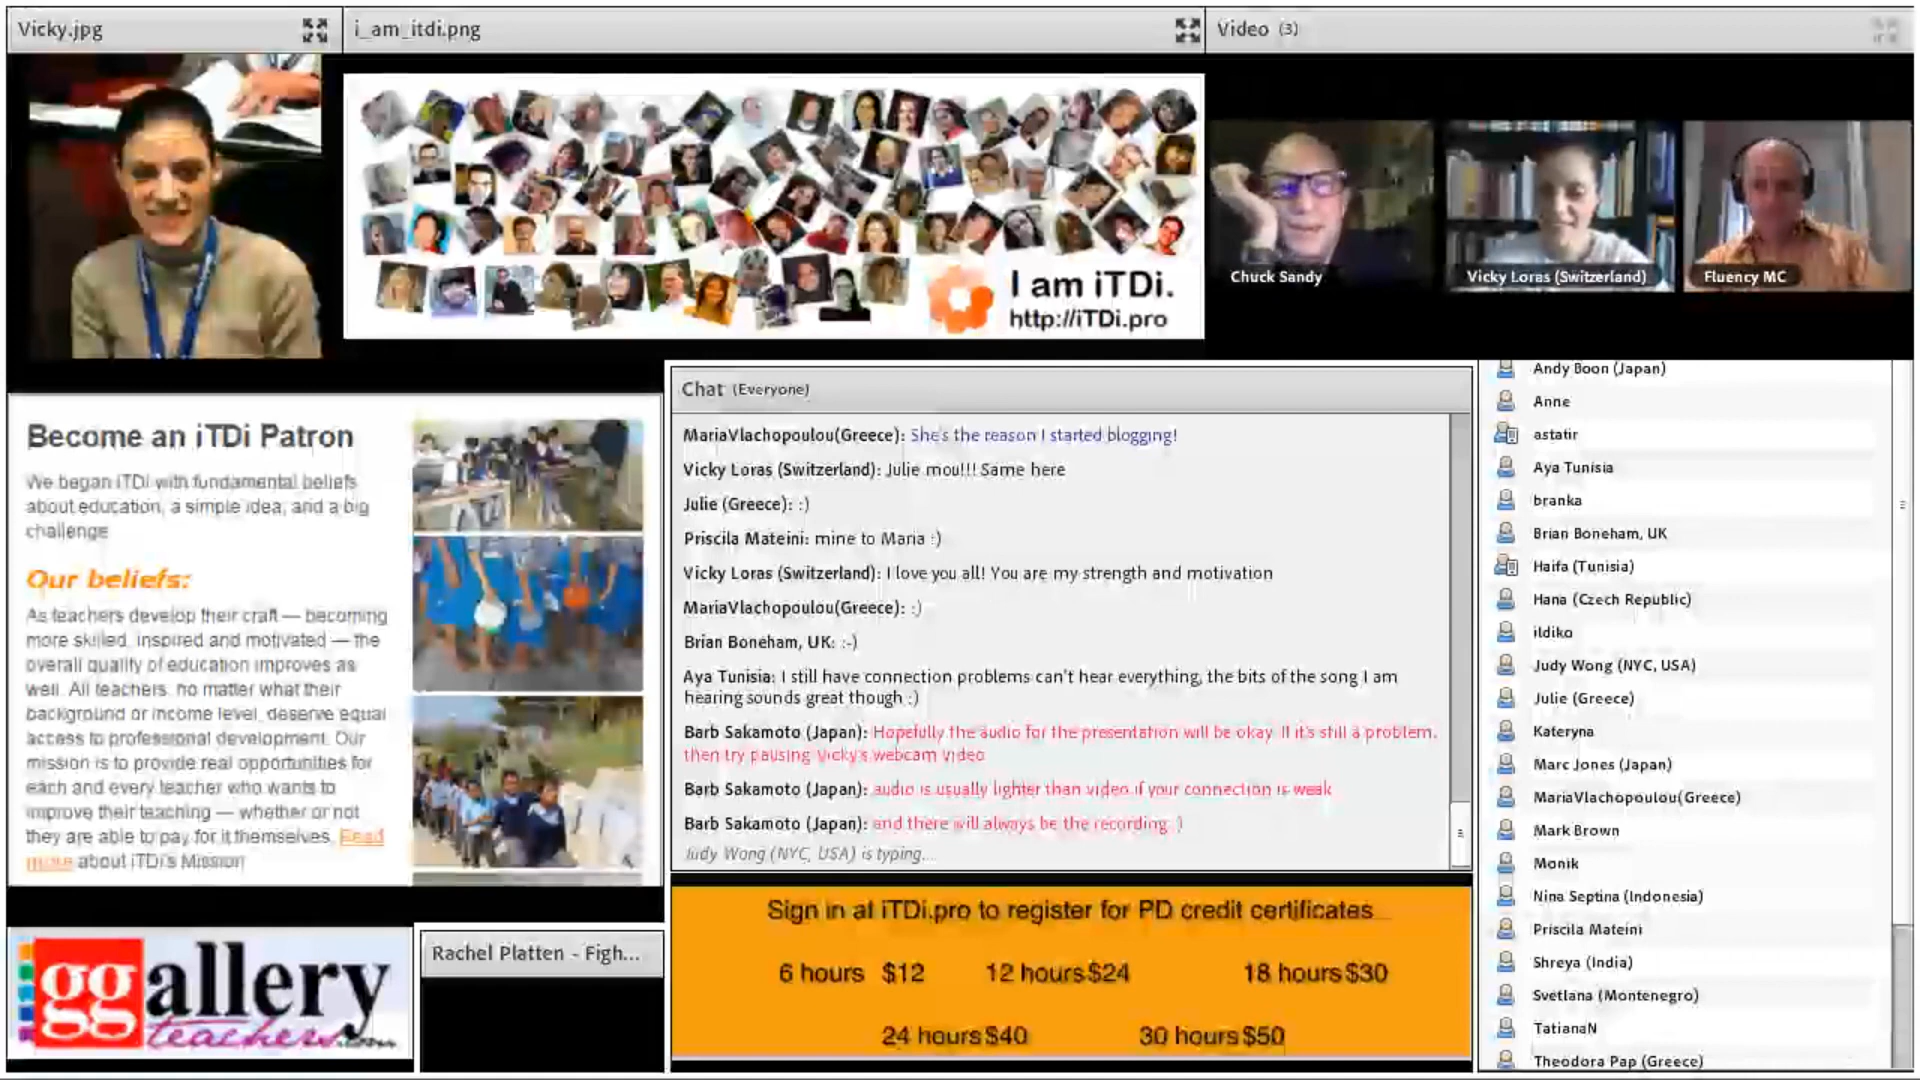 Vicky.jpg
i_am_itdi.png
Video (3)
I am iTDi.
http://iTDi.pro
Chuck Sandy
Vicky Loras (Switzerland)
Fluency MC
Become an iTDi Patron
We began iTDi with fundamental beliefs
about education, a simple idea, and a big
challenge
Our beliefs:
As teachers develop their craft — becoming
more skilled, inspired and motivated — the
overall quality of education improves as
well. All teachers, no matter what their
background or income level, deserve equal
access to professional development. Our
mission is to provide real opportunities for
each and every teacher who wants to
improve their teaching — whether or not
they are able to pay for it themselves. Read
more about iTDi's Mission
ggallery
teachers.com
Rachel Platten - Figh...
Chat (Everyone)
MariaVlachopoulou(Greece): She's the reason I started blogging!
Vicky Loras (Switzerland): Julie mou!!! Same here
Julie (Greece): :)
Priscila Mateini: mine to Maria :)
Vicky Loras (Switzerland): I love you all! You are my strength and motivation
MariaVlachopoulou(Greece): :)
Brian Boneham, UK: :-)
Aya Tunisia: I still have connection problems can't hear everything, the bits of the song I am
hearing sounds great though :)
Barb Sakamoto (Japan): Hopefully the audio for the presentation will be okay. If it's still a problem,
then try pausing Vicky's webcam video
Barb Sakamoto (Japan): audio is usually lighter than video if your connection is weak
Barb Sakamoto (Japan): and there will always be the recording :)
Judy Wong (NYC, USA) is typing...
Sign in at iTDi.pro to register for PD credit certificates...
6 hours $12 12 hours $24 18 hours $30
24 hours $40 30 hours $50
Andy Boon (Japan)
Anne
astatir
Aya Tunisia
branka
Brian Boneham, UK
Haifa (Tunisia)
Hana (Czech Republic)
ildiko
Judy Wong (NYC, USA)
Julie (Greece)
Kateryna
Marc Jones (Japan)
MariaVlachopoulou(Greece)
Mark Brown
Monik
Nina Septina (Indonesia)
Priscila Mateini
Shreya (India)
Svetlana (Montenegro)
TatianaN
Theodora Pap (Greece)